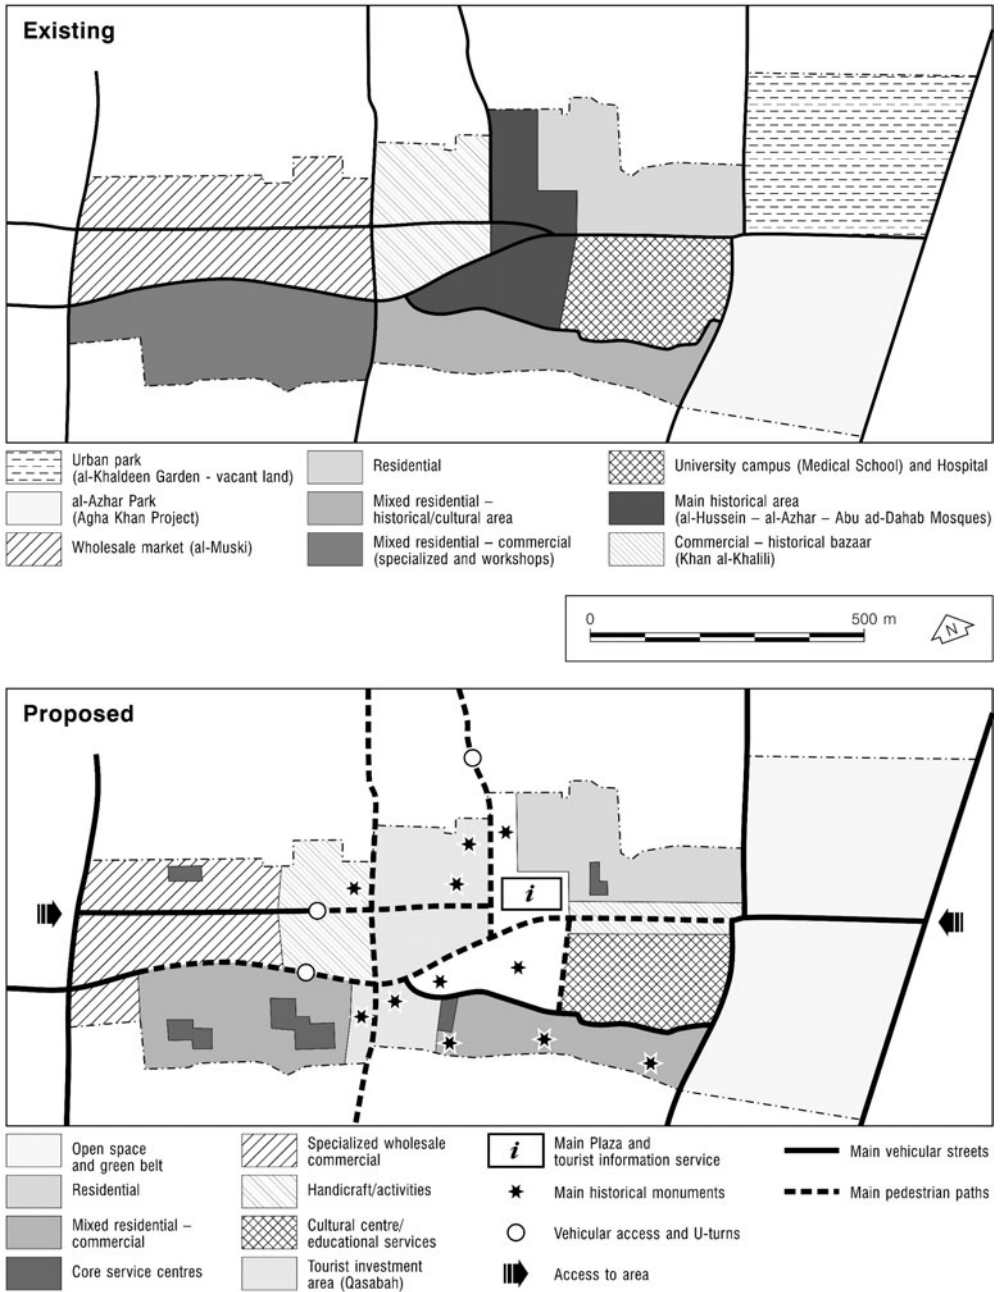 Existing
Urban park
(al-Khaldeen Garden - vacant land)
al-Azhar Park
(Agha Khan Project)
Wholesale market (al-Muski)
Residential
Mixed residential –
historical/cultural area
Mixed residential – commercial
(specialized and workshops)
University campus (Medical School) and Hospital
Main historical area
(al-Hussein – al-Azhar – Abu ad-Dahab Mosques)
Commercial – historical bazaar
(Khan al-Khalili)
0
500 m
N
Proposed
i
Open space
and green belt
Residential
Mixed residential –
commercial
Core service centres
Specialized wholesale
commercial
Handicraft/activities
Cultural centre/
educational services
Tourist investment
area (Qasabah)
i
Main Plaza and
tourist information service
Main historical monuments
Vehicular access and U-turns
Access to area
Main vehicular streets
Main pedestrian paths